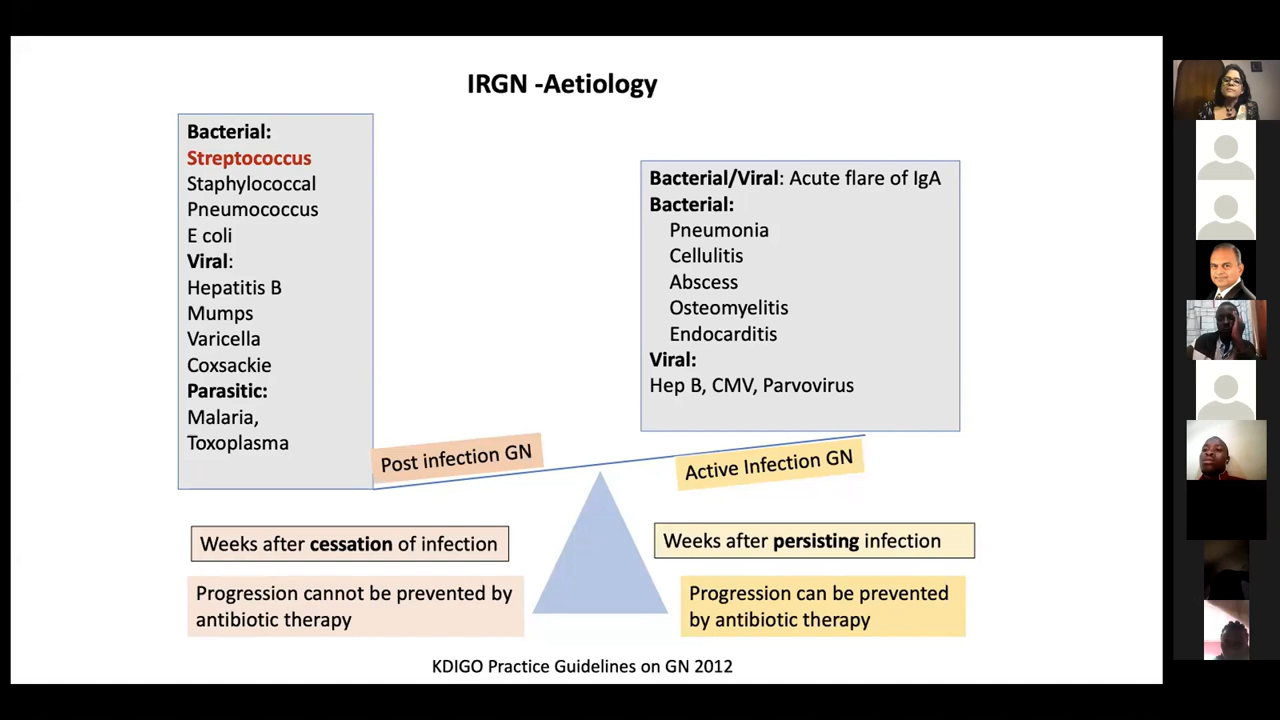 IRGN -Aetiology
Bacterial:
Streptococcus
Staphylococcal
Pneumococcus
E coli
Viral:
Hepatitis B
Mumps
Varicella
Coxsackie
Parasitic:
Malaria,
Toxoplasma
Bacterial/Viral: Acute flare of IgA
Bacterial:
Pneumonia
Cellulitis
Abscess
Osteomyelitis
Endocarditis
Viral:
Hep B, CMV, Parvovirus
Post infection GN
Active Infection GN
Weeks after cessation of infection
Weeks after persisting infection
Progression cannot be prevented by
antibiotic therapy
Progression can be prevented
by antibiotic therapy
KDIGO Practice Guidelines on GN 2012